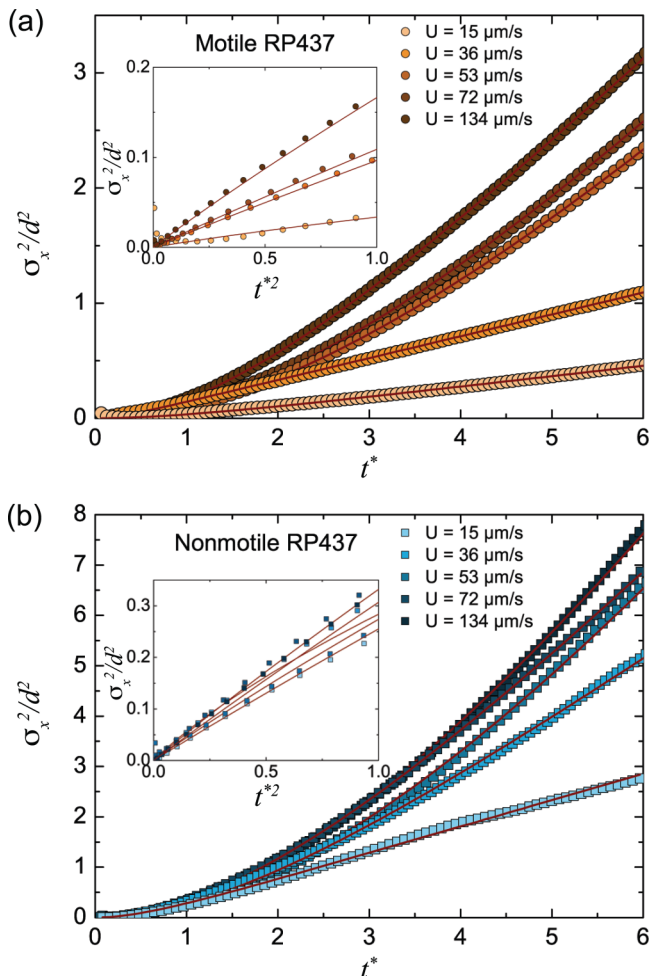 (a)
Motile RP437
U = 15 µm/s
U = 36 µm/s
U = 53 µm/s
U = 72 µm/s
U = 134 µm/s
σₓ²/d²
3
2
1
0
0 1 2 3 4 5 6
t*
σₓ²/d²
0.2
0.1
0.0
0.0 0.5 1.0
t*²
(b)
Nonmotile RP437
U = 15 µm/s
U = 36 µm/s
U = 53 µm/s
U = 72 µm/s
U = 134 µm/s
σₓ²/d²
8
7
6
5
4
3
2
1
0
0 1 2 3 4 5 6
t*
σₓ²/d²
0.3
0.2
0.1
0.0
0.0 0.5 1.0
t*²